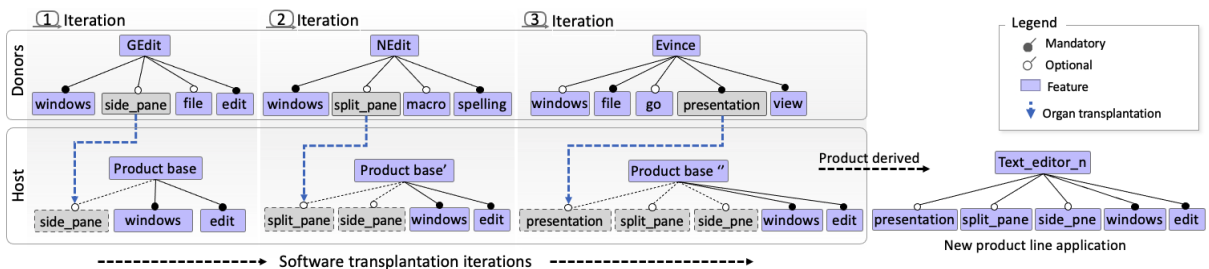 1 Iteration
2 Iteration
3 Iteration
Donors
GEdit
windows
side_pane
file
edit
NEdit
windows
split_pane
macro
spelling
Evince
windows
file
go
presentation
view
Legend
Mandatory
Optional
Feature
Organ transplantation
Host
Product base
side_pane
windows
edit
Product base’
split_pane
side_pane
windows
edit
Product base ’’
presentation
split_pane
side_pne
windows
edit
Product derived
Text_editor_n
presentation
split_pane
side_pne
windows
edit
New product line application
Software transplantation iterations